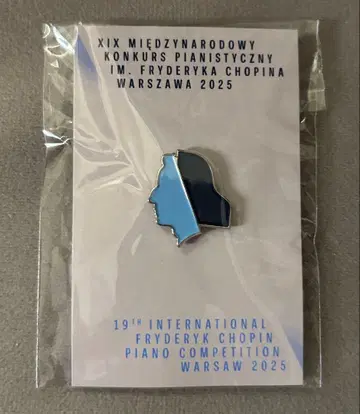 XIX MIĘDZYNARODOWY
KONKURS PIANISTYCZNY
IM. FRYDERYKA CHOPINA
WARSZAWA 2025
19TH INTERNATIONAL
FRYDERYK CHOPIN
PIANO COMPETITION
WARSAW 2025